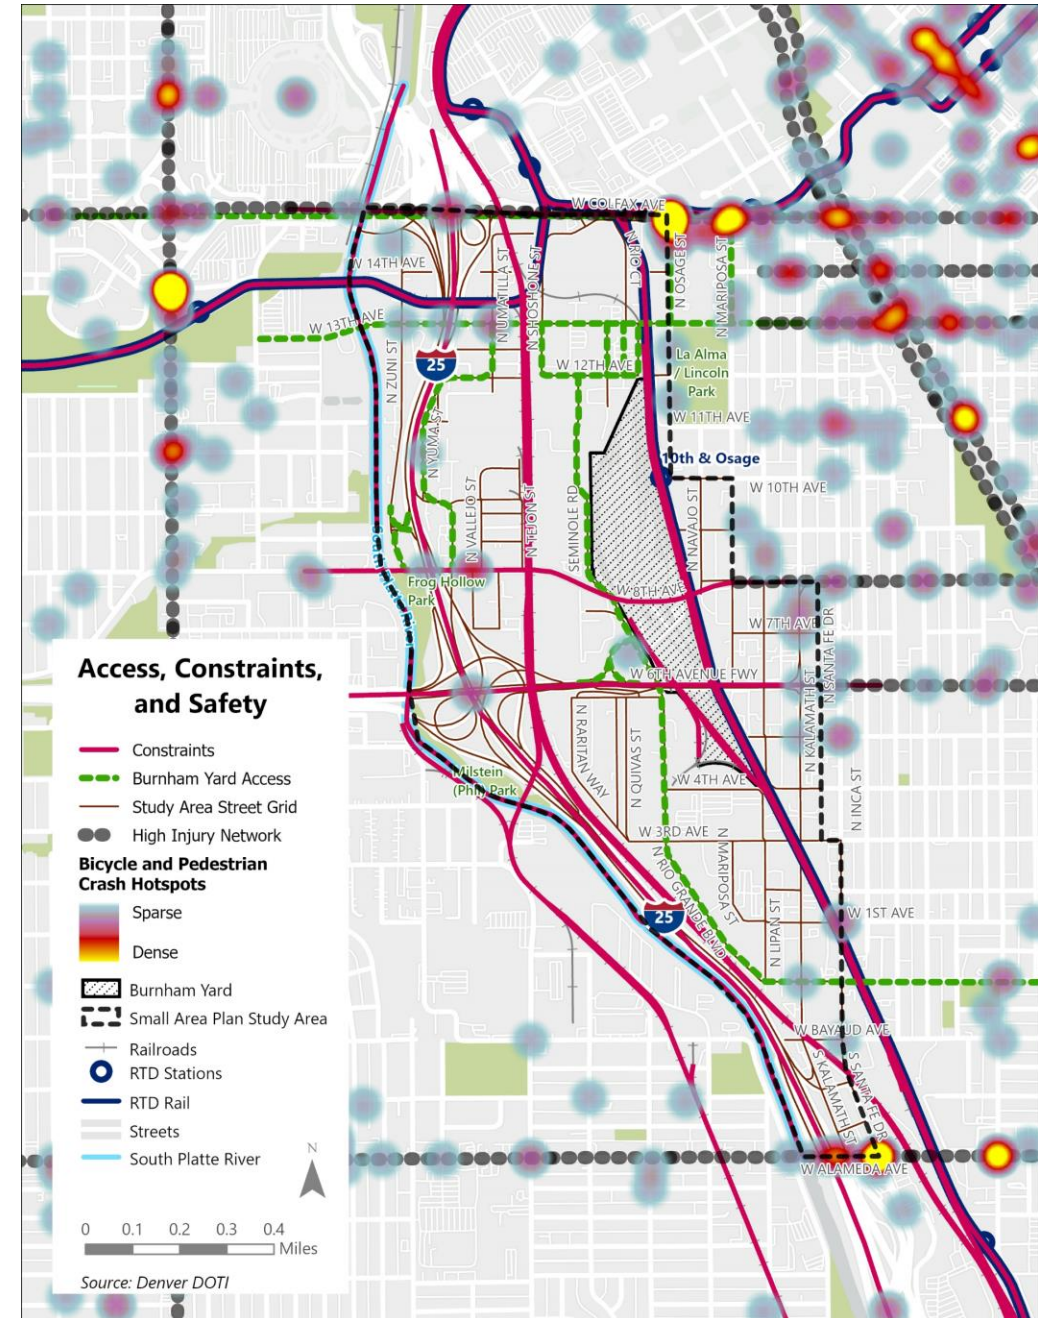 W COLFAX AVE
W 14TH AVE
N UMATILLA ST
N SHOSHONE ST
N RIO CT
N OSAGE ST
N MARIPOSA ST
W 13TH AVE
25
N ZUNI ST
W 12TH AVE
La Alma
/ Lincoln
Park
W 11TH AVE
N YUMA ST
10th & Osage
W 10TH AVE
N VALLEJO ST
N TEJON ST
SEMINOLE RD
N NAVAJO ST
Frog Hollow
Park
W 8TH AVE
W 7TH AVE
N SANTA FE DR
W 6TH AVENUE FWY
N KALAMATH ST
N RARITAN WAY
N QUIVAS ST
Milstein
(Phil) Park
W 4TH AVE
N INCA ST
W 3RD AVE
N MARIPOSA ST
N RIO GRANDE BLVD
25
W 1ST AVE
N LIPAN ST
W BAYAUD AVE
S KALAMATH ST
S SANTA FE DR
W ALAMEDA AVE
Access, Constraints,
and Safety
Constraints
Burnham Yard Access
Study Area Street Grid
High Injury Network
Bicycle and Pedestrian
Crash Hotspots
Sparse
Dense
Burnham Yard
Small Area Plan Study Area
Railroads
RTD Stations
RTD Rail
Streets
South Platte River
N
0 0.1 0.2 0.3 0.4
Miles
Source: Denver DOTI